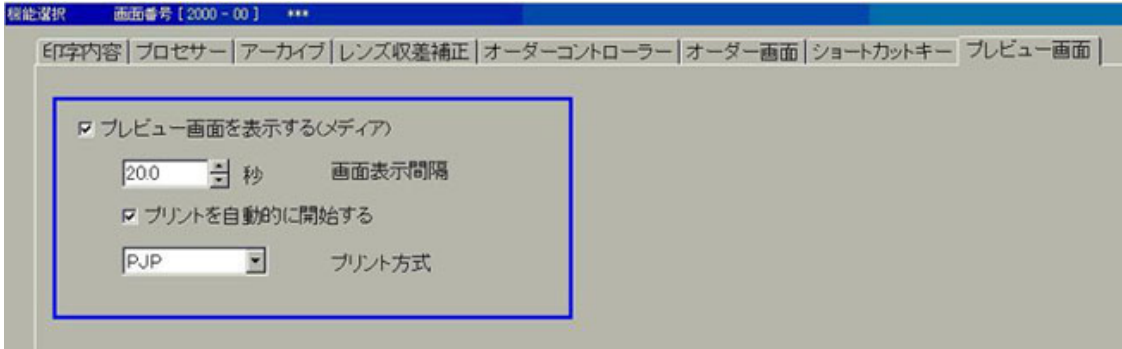 機能選択 画面番号 [ 2000 - 00 ] ***
印字内容 プロセサー アーカイブ レンズ収差補正 オーダーコントローラー オーダー画面 ショートカットキー プレビュー画面
プレビュー画面を表示する(メディア)
20.0 秒 画面表示間隔
プリントを自動的に開始する
PJP プリント方式